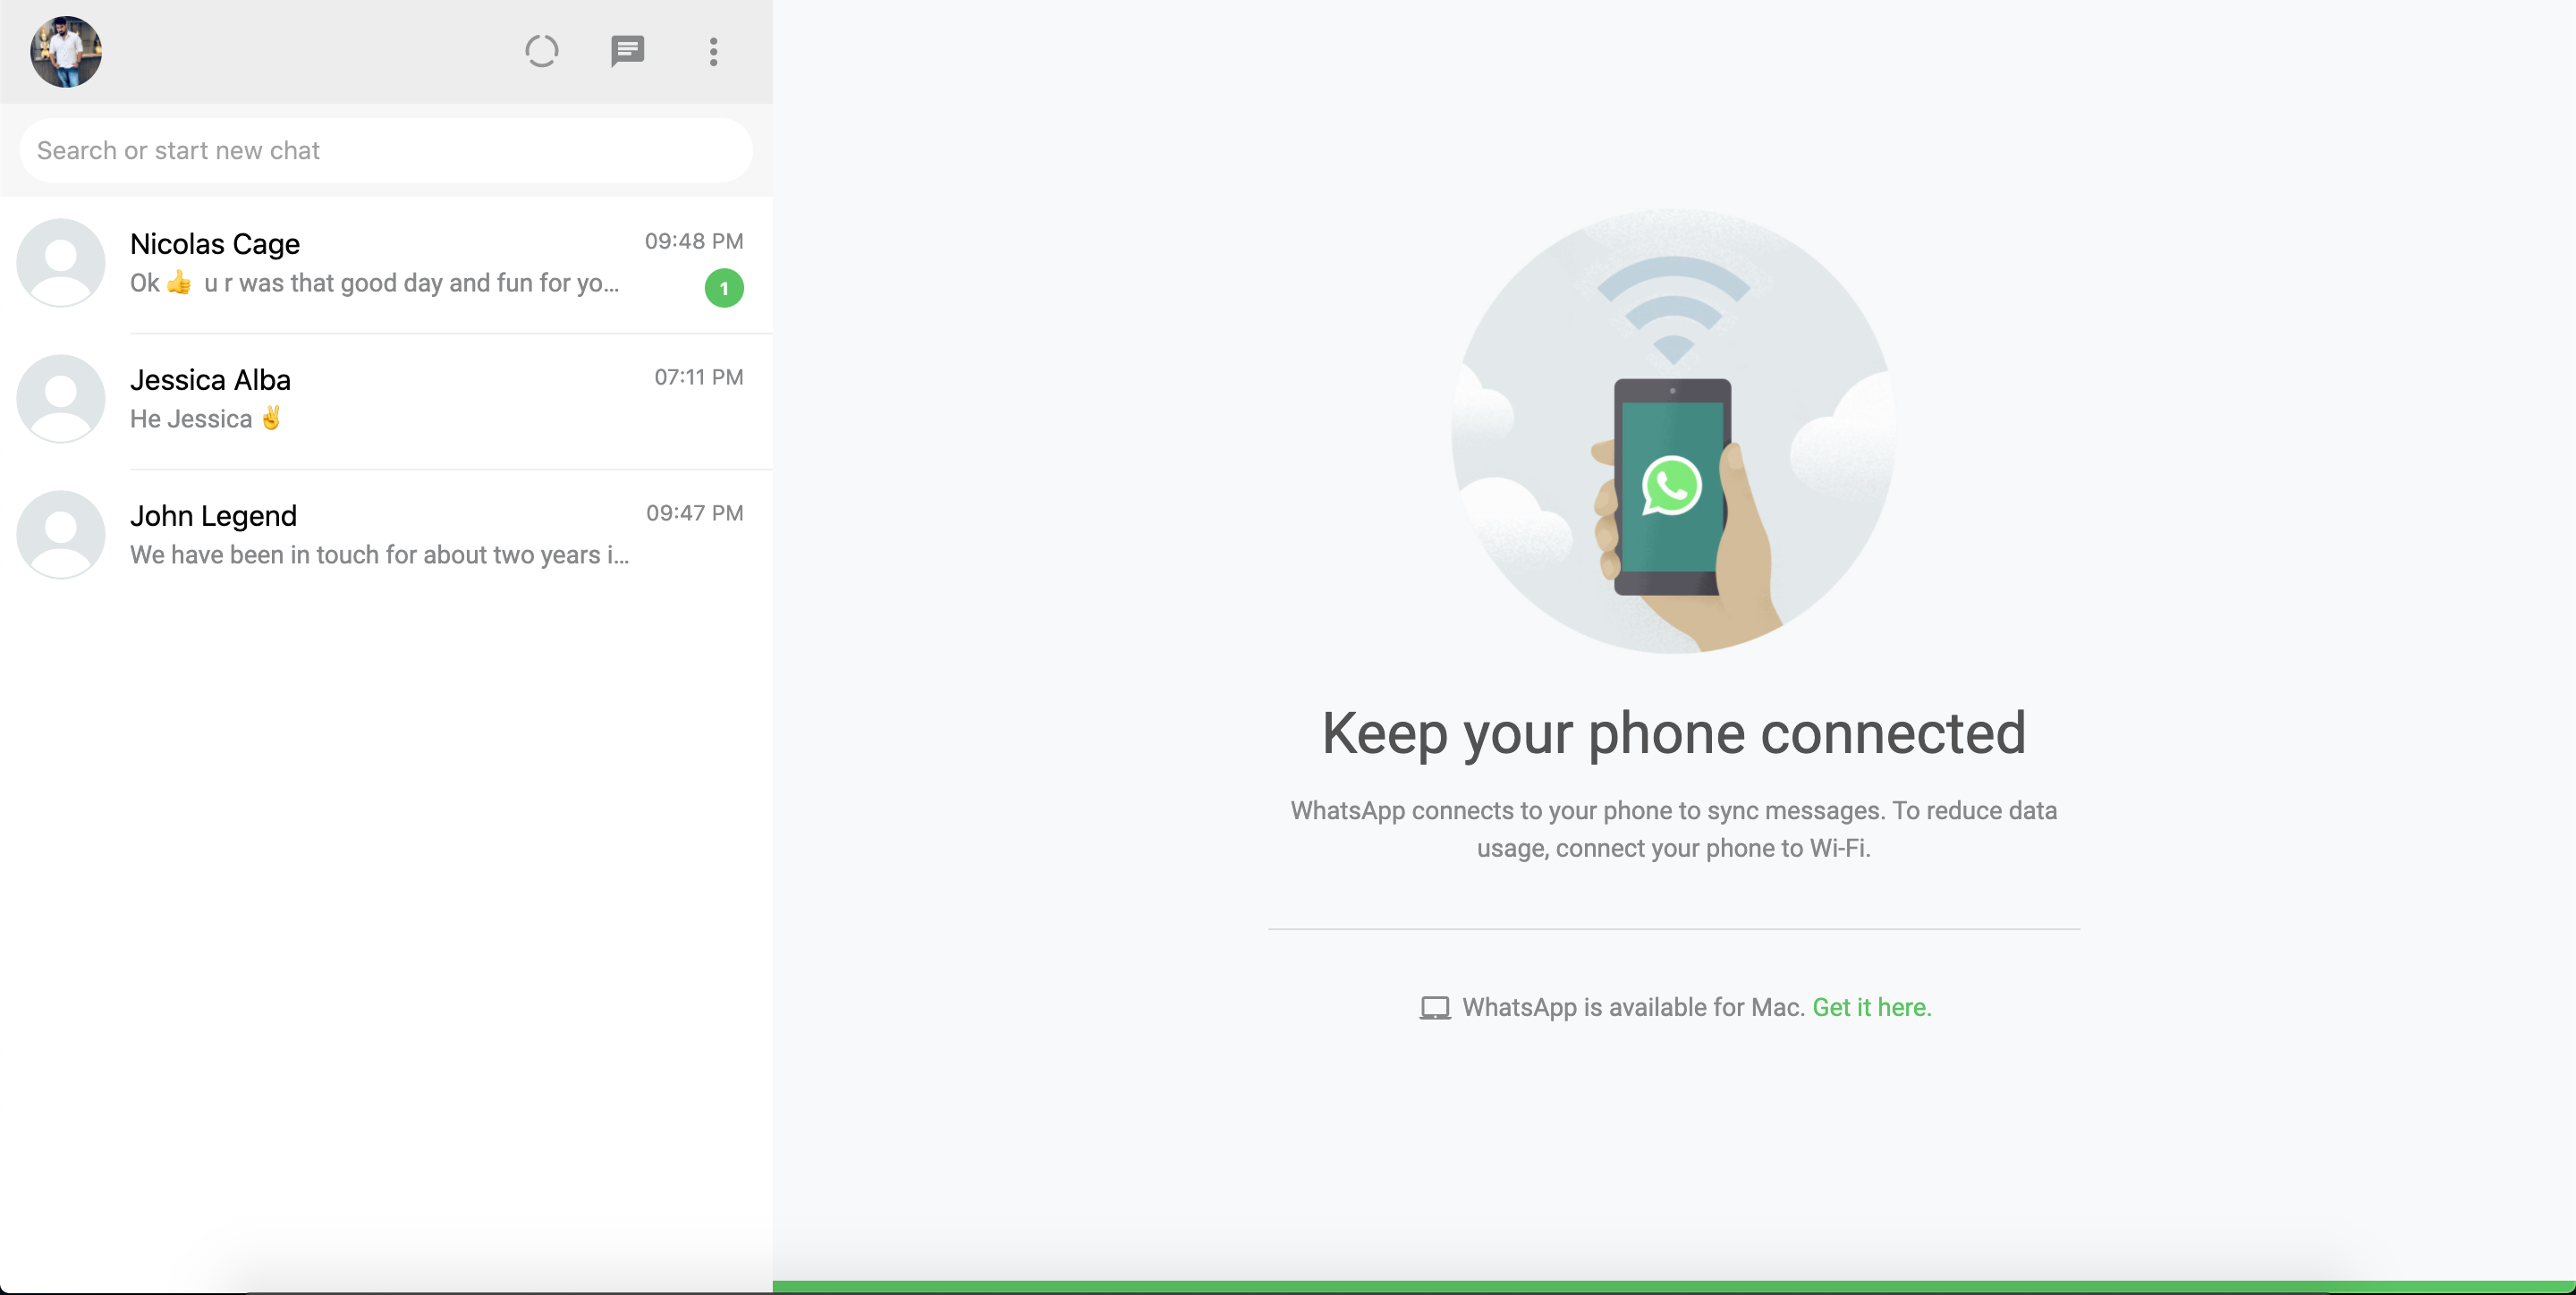 Search or start new chat
Nicolas Cage
09:48 PM
Ok 👍 u r was that good day and fun for yo...
1
Jessica Alba
07:11 PM
He Jessica ✌️
John Legend
09:47 PM
We have been in touch for about two years i...
Keep your phone connected
WhatsApp connects to your phone to sync messages. To reduce data
usage, connect your phone to Wi-Fi.
WhatsApp is available for Mac. Get it here.